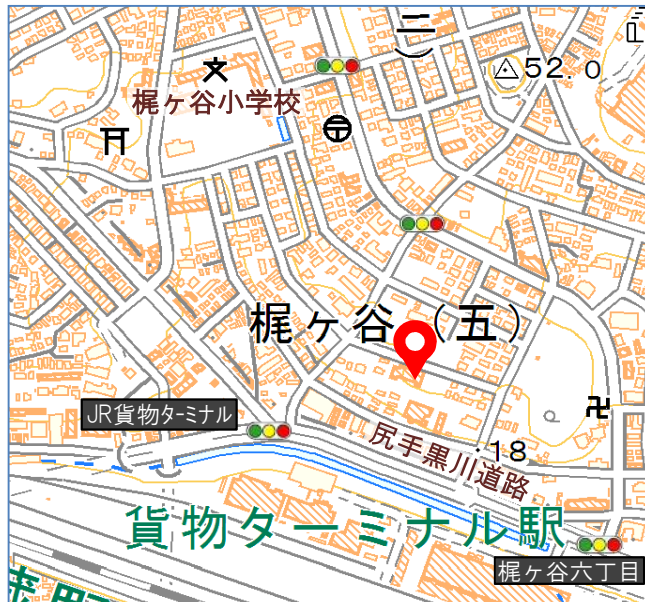 二)
52.0
梶ヶ谷小学校
梶ヶ谷(五)
JR貨物ターミナル
尻手黒川道路
18
貨物ターミナル駅
梶ヶ谷六丁目